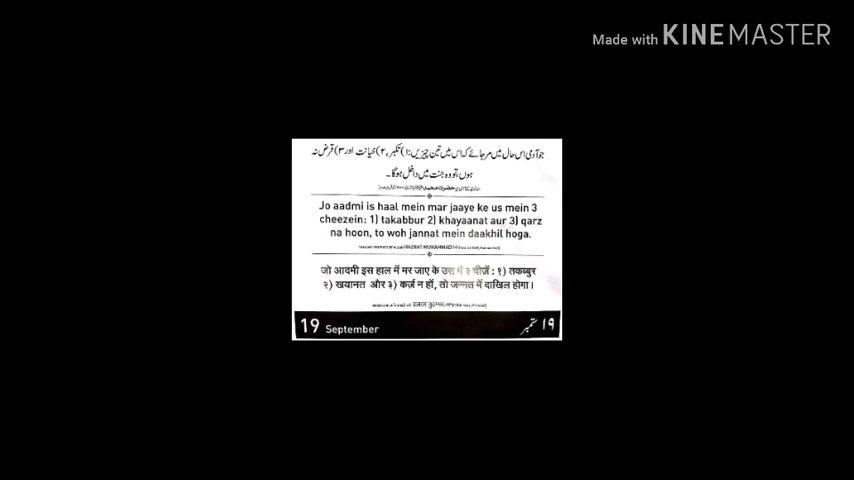 Made with KINEMASTER
جو آدمی اس حال میں مر جائے کہ اس میں تین چیزیں: ۱) تکبر، ۲) خیانت اور ۳) قرض نہ
ہوں، تو وہ جنت میں داخل ہوگا۔
Jo aadmi is haal mein mar jaaye ke us mein 3
cheezein: 1) takabbur 2) khayaanat aur 3) qarz
na hoon, to woh jannat mein daakhil hoga.
HAZRAT MUHAMMAD
जो आदमी इस हाल में मर जाए के उस में ३ चीज़ें : १) तकब्बुर
२) खयानत और ३) कर्ज़ न हों, तो जन्नत में दाखिल होगा।
19 September
۱۹ ستمبر